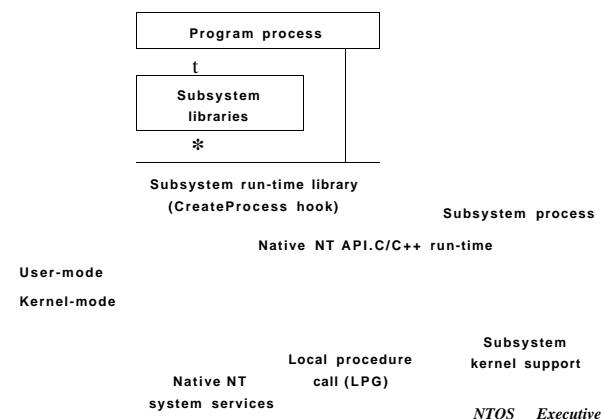 Program process
t
Subsystem
libraries
*
Subsystem run-time library
(CreateProcess hook)
Subsystem process
Native NT API.C/C++ run-time
User-mode
Kernel-mode
Subsystem
kernel support
Local procedure
call (LPG)
Native NT
system services
NTOS Executive